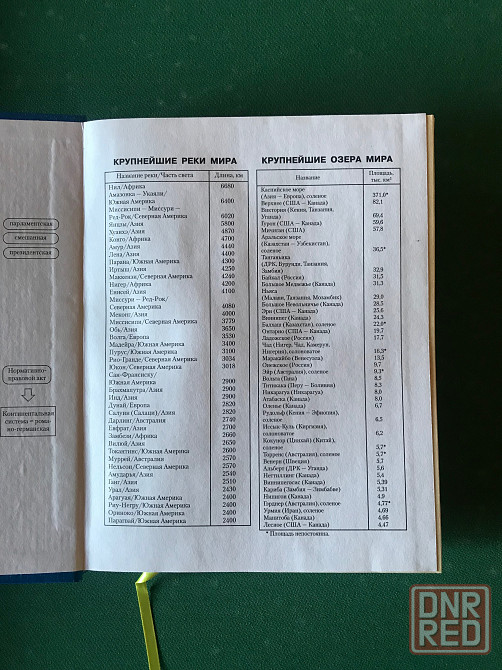 парламентская
смешанная
президентская
Нормативно-
правовой акт
Континентальная
система = рома-
но-германская
КРУПНЕЙШИЕ РЕКИ МИРА
Название реки/Часть света Длина, км
Нил/Африка 6680
Амазонка — Укаяли/
Южная Америка 6400
Миссисипи — Миссури —
Ред-Рок/Северная Америка 6020
Янцзы/Азия 5800
Хуанхэ/Азия 4870
Конго/Африка 4700
Амур/Азия 4440
Лена/Азия 4400
Парана/Южная Америка 4300
Иртыш/Азия 4250
Маккензи/Северная Америка 4240
Нигер/Африка 4200
Енисей/Азия 4100
Миссури — Ред-Рок/
Северная Америка 4080
Меконг/Азия 4000
Миссисипи/Северная Америка 3779
Обь/Азия 3650
Волга/Европа 3530
Мадейра/Южная Америка 3400
Пурус/Южная Америка 3100
Рио-Гранде/Северная Америка 3034
Юкон/Северная Америка 3018
Сан-Франсиску/
Южная Америка 2900
Брахмапутра/Азия 2900
Инд/Азия 2900
Дунай/Европа 2820
Салуин (Салаци)/Азия 2820
Дарлинг/Австралия 2740
Евфрат/Азия 2700
Замбези/Африка 2660
Вилюй/Азия 2650
Токантинс/Южная Америка 2600
Муррей/Австралия 2570
Нельсон/Северная Америка 2570
Амударья/Азия 2540
Ганг/Азия 2510
Урал/Азия 2430
Арагуая/Южная Америка 2400
Риу-Негру/Южная Америка 2400
Ориноко/Южная Америка 2400
Парагвай/Южная Америка 2400
КРУПНЕЙШИЕ ОЗЕРА МИРА
Название Площадь, тыс. км²
Каспийское море
(Азия — Европа), соленое 371,0*
Верхнее (США — Канада) 82,1
Виктория (Кения, Танзания,
Уганда) 69,4
Гурон (США — Канада) 59,6
Мичиган (США) 57,8
Аральское море
(Казахстан — Узбекистан),
соленое 36,5*
Танганьика
(ДРК, Бурунди, Танзания,
Замбия) 32,9
Байкал (Россия) 31,5
Большое Медвежье (Канада) 31,3
Ньяса
(Малави, Танзания, Мозамбик) 29,0
Большое Невольничье (Канада) 28,5
Эри (США — Канада) 25,6
Виннипег (Канада) 24,3
Балхаш (Казахстан), соленое 22,0*
Онтарио (США — Канада) 19,7
Ладожское (Россия) 17,7
Чад (Нигер, Чад, Камерун,
Нигерия), солоноватое 16,3*
Маракайбо (Венесуэла) 13,5
Онежское (Россия) 9,7
Эйр (Австралия), соленое 9,3*
Вольта (Гана) 8,5
Титикака (Перу — Боливия) 8,3
Никарагуа (Никарагуа) 8,0
Атабаска (Канада) 8,0
Оленье (Канада) 6,7
Рудольф (Кения — Эфиопия),
соленое 6,5
Иссык-Куль (Киргизия),
солоноватое 6,2
Кокунор (Цинхай) (Китай),
соленое 5,7*
Торренс (Австралия), соленое 5,7*
Венерн (Швеция) 5,7
Альберт (ДРК — Уганда) 5,6
Неттиллинг (Канада) 5,4
Виннипегосис (Канада) 5,39
Кариба (Замбия — Зимбабве) 5,31
Нипигон (Канада) 4,9
Герднер (Австралия), соленое 4,77*
Урмия (Иран), соленое 4,69
Манитоба (Канада) 4,66
Лесное (США — Канада) 4,47
* Площадь непостоянна.
DNR
RED